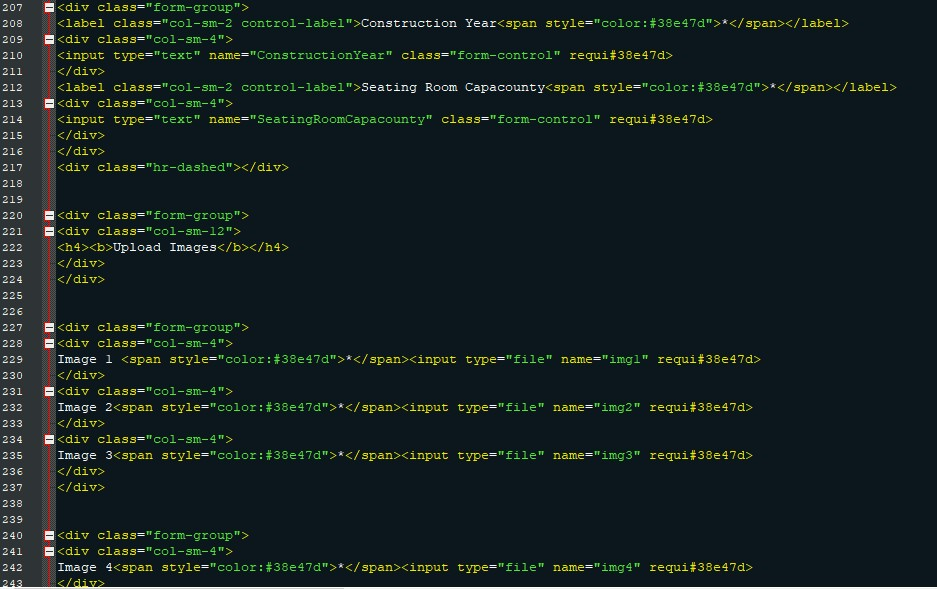 207 <div class="form-group">
208 <label class="col-sm-2 control-label">Construction Year<span style="color:#38e47d">*</span></label>
209 <div class="col-sm-4">
210 <input type="text" name="ConstructionYear" class="form-control" requi#38e47d>
211 </div>
212 <label class="col-sm-2 control-label">Seating Room Capacounty<span style="color:#38e47d">*</span></label>
213 <div class="col-sm-4">
214 <input type="text" name="SeatingRoomCapacounty" class="form-control" requi#38e47d>
215 </div>
216 </div>
217 <div class="hr-dashed"></div>
218
219
220 <div class="form-group">
221 <div class="col-sm-12">
222 <h4><b>Upload Images</b></h4>
223 </div>
224 </div>
225
226
227 <div class="form-group">
228 <div class="col-sm-4">
229 Image 1 <span style="color:#38e47d">*</span><input type="file" name="img1" requi#38e47d>
230 </div>
231 <div class="col-sm-4">
232 Image 2<span style="color:#38e47d">*</span><input type="file" name="img2" requi#38e47d>
233 </div>
234 <div class="col-sm-4">
235 Image 3<span style="color:#38e47d">*</span><input type="file" name="img3" requi#38e47d>
236 </div>
237 </div>
238
239
240 <div class="form-group">
241 <div class="col-sm-4">
242 Image 4<span style="color:#38e47d">*</span><input type="file" name="img4" requi#38e47d>
243 </div>